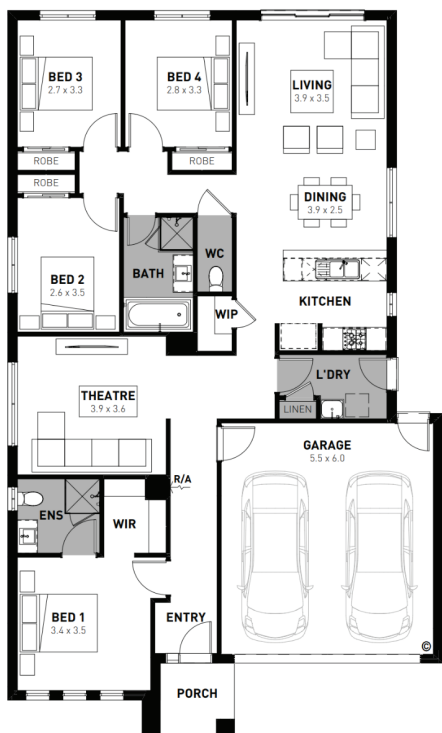 BED 3
2.7 x 3.3
BED 4
2.8 x 3.3
LIVING
3.9 x 3.5
ROBE
ROBE
ROBE
DINING
3.9 x 2.5
BED 2
2.6 x 3.5
BATH
WC
KITCHEN
WIP
THEATRE
3.9 x 3.6
L'DRY
LINEN
GARAGE
5.5 x 6.0
R/A
ENS
WIR
BED 1
3.4 x 3.5
ENTRY
©
PORCH